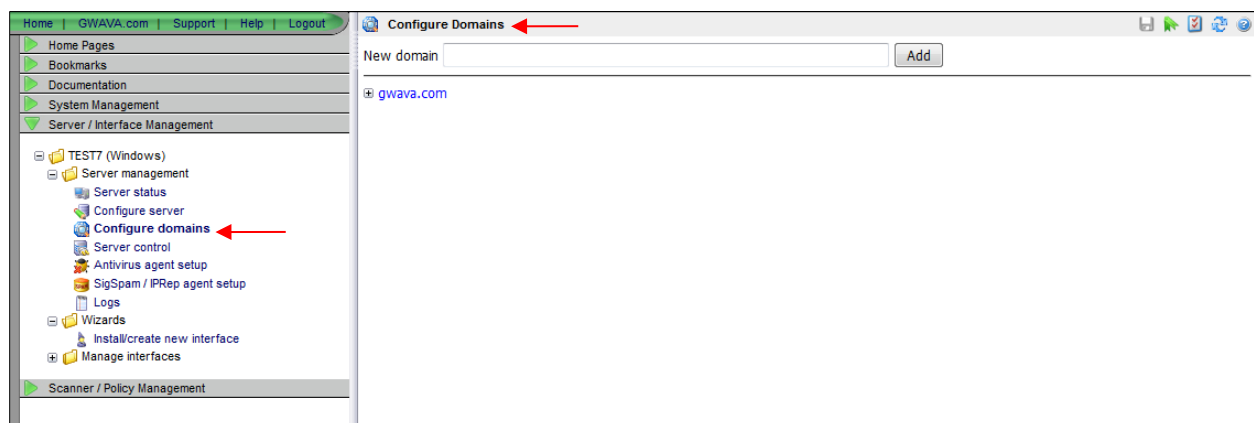 Home | GWAVA.com | Support | Help | Logout
Home Pages
Bookmarks
Documentation
System Management
Server / Interface Management
TEST7 (Windows)
Server management
Server status
Configure server
Configure domains
Server control
Antivirus agent setup
SigSpam / IPRep agent setup
Logs
Wizards
Install/create new interface
Manage interfaces
Scanner / Policy Management
Configure Domains
New domain Add
gwava.com